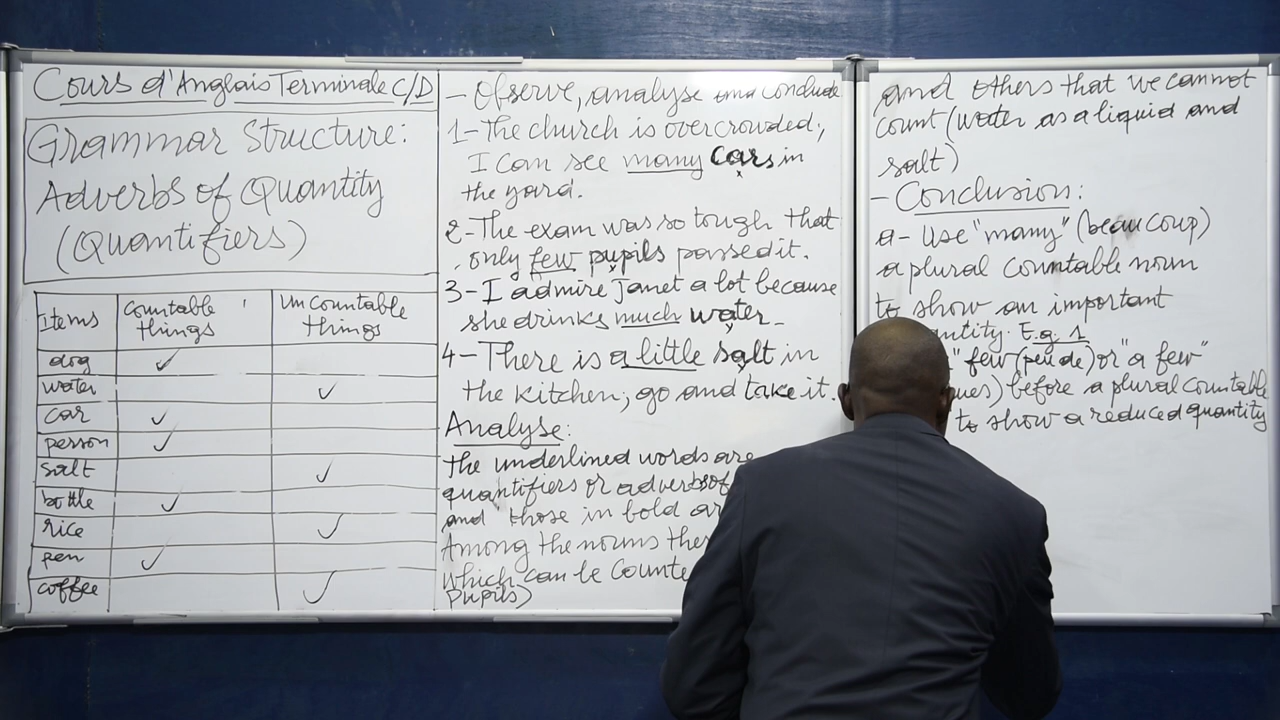 Cours d'Anglais Terminale C/D
Grammar Structure:
Adverbs of Quantity
(Quantifiers)
Items
Countable things
Uncountable things
dog ✓
water ✓
car ✓
person ✓
salt ✓
bottle ✓
rice ✓
pen ✓
coffee ✓
- Observe, analyse and conclude
1- The church is overcrowded;
I can see many cars in
the yard.
2- The exam was so tough that
only few pupils passed it.
3- I admire Janet a lot because
she drinks much water.
4- There is a little salt in
the kitchen; go and take it.
Analyse:
The underlined words are
quantifiers or adverbs of
and those in bold
Among the nouns
which can be
pupils)
and others that we cannot
count (water as a liquid and
salt)
- Conclusion:
a- Use "many" (beaucoup)
a plural countable noun
to show an important
E.g. 1
"few (peu de) or "a few"
before a plural countable
to show a reduced quantity